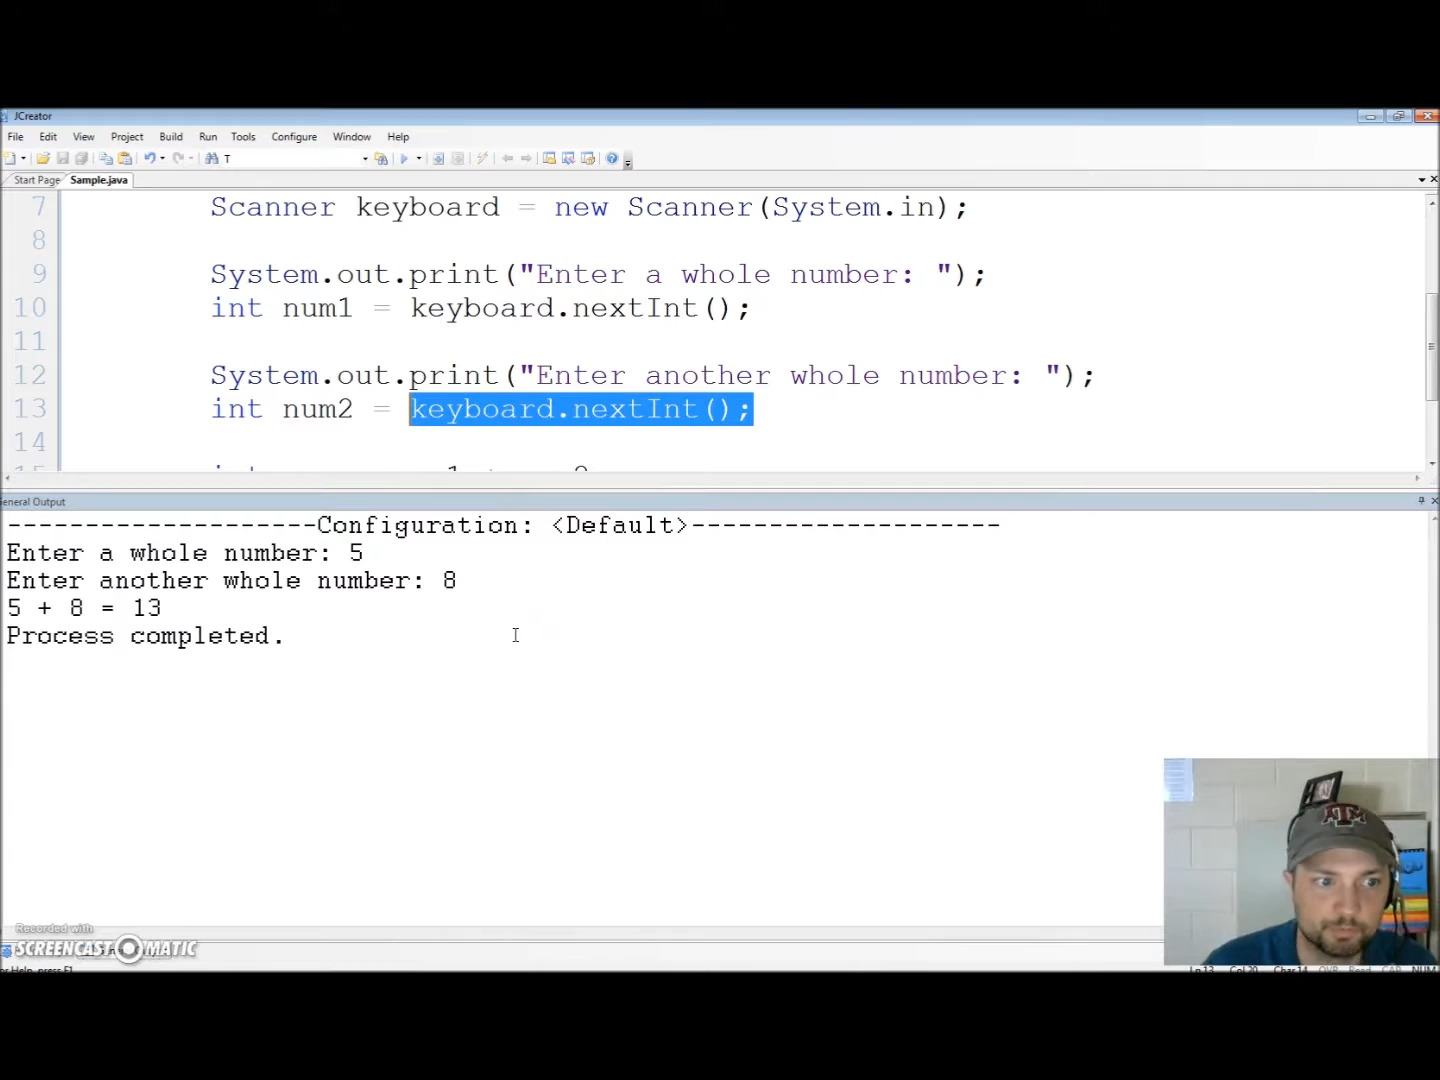 JCreator
File Edit View Project Build Run Tools Configure Window Help
T
Start Page Sample.java
7 Scanner keyboard = new Scanner(System.in);
8
9 System.out.print("Enter a whole number: ");
10 int num1 = keyboard.nextInt();
11
12 System.out.print("Enter another whole number: ");
13 int num2 = keyboard.nextInt();
14
General Output
--------------------Configuration: <Default>--------------------
Enter a whole number: 5
Enter another whole number: 8
5 + 8 = 13
Process completed.
ATM
Recorded with
SCREENCAST-O-MATIC